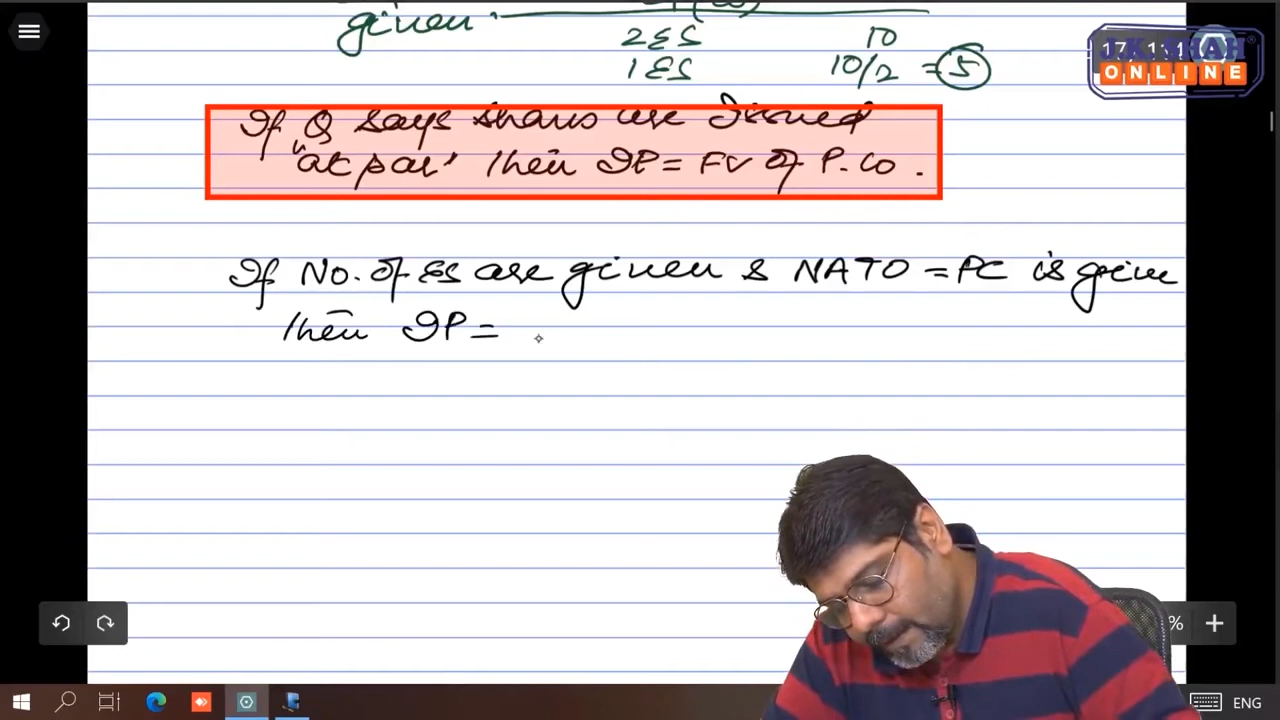 given.
2ES 10
1ES 10/2 = 5
If Q says shares are Issued
"at par" then IP = FV of P. Co.
If No. of ES are given & NATO = PC is given
then IP =
J.K. SHAH
ONLINE
%
ENG